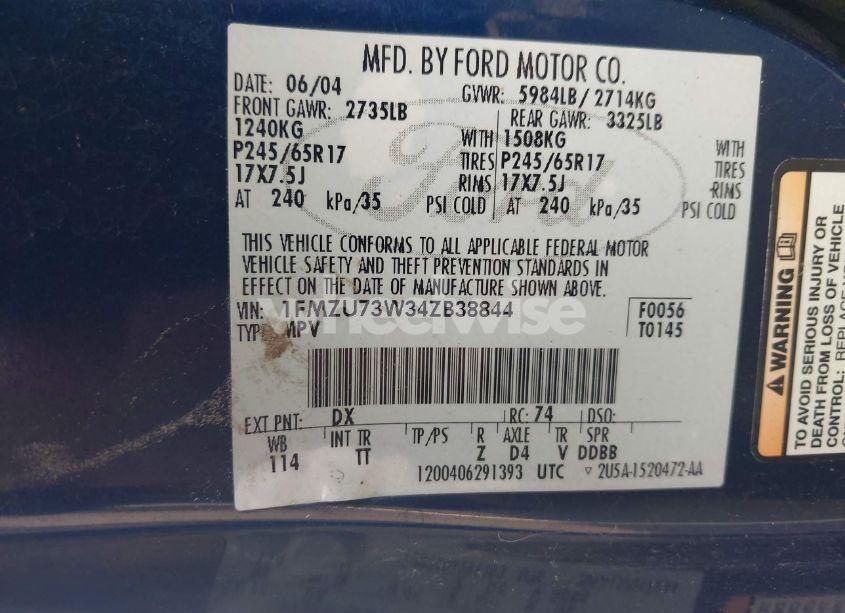 MFD. BY FORD MOTOR CO.
DATE: 06/04 GVWR: 5984LB / 2714KG
FRONT GAWR: 2735LB REAR GAWR: 3325LB
1240KG WITH 1508KG WITH
P245/65R17 TIRES P245/65R17 TIRES
17X7.5J RIMS 17X7.5J RIMS
AT 240 kPa/35 PSI COLD AT 240 kPa/35 PSI COLD
Ford
THIS VEHICLE CONFORMS TO ALL APPLICABLE FEDERAL MOTOR
VEHICLE SAFETY AND THEFT PREVENTION STANDARDS IN
EFFECT ON THE DATE OF MANUFACTURE SHOWN ABOVE.
VIN: 1FMZU73W34ZB38844 F0056
TYPE: MPV T0145
wheelwise
EXT PNT: DX RC: 74 DSO:
WB INT TR TP/PS R AXLE TR SPR
114 TT Z D4 V DDBB
1200406291393 UTC 2U5A-1520472-AA
WARNING
TO AVOID SERIOUS INJURY OR
DEATH FROM LOSS OF VEHICLE
CONTROL: REPLACE